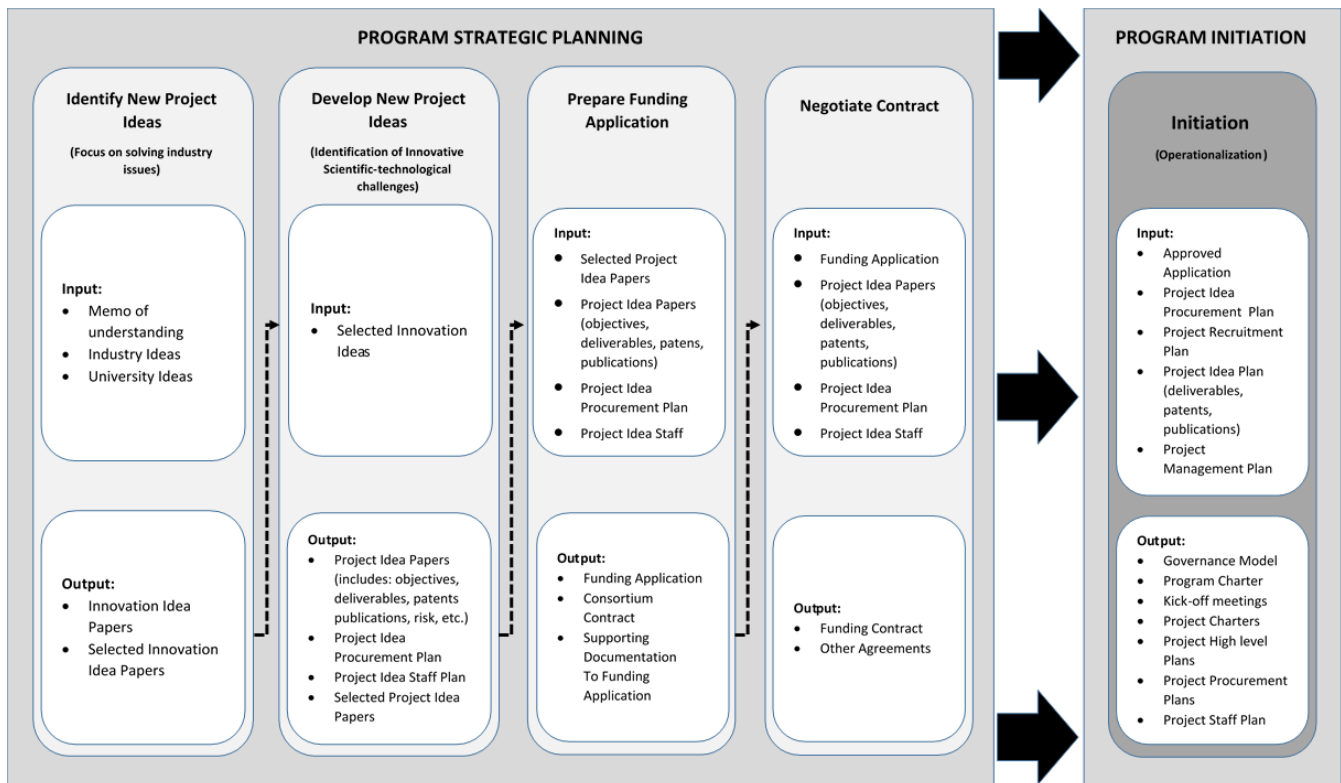 PROGRAM STRATEGIC PLANNING
Identify New Project
Ideas
(Focus on solving industry
issues)
Input:
• Memo of
understanding
• Industry Ideas
• University Ideas
Output:
• Innovation Idea
Papers
• Selected Innovation
Idea Papers
Develop New Project
Ideas
(Identification of Innovative
Scientific-technological
challenges)
Input:
• Selected Innovation
Ideas
Output:
• Project Idea Papers
(includes: objectives,
deliverables, patents
publications, risk, etc.)
• Project Idea
Procurement Plan
• Project Idea Staff Plan
• Selected Project Idea
Papers
Prepare Funding
Application
Input:
• Selected Project
Idea Papers
• Project Idea Papers
(objectives,
deliverables, patens,
publications)
• Project Idea
Procurement Plan
• Project Idea Staff
Output:
• Funding Application
• Consortium
Contract
• Supporting
Documentation
To Funding
Application
Negotiate Contract
Input:
• Funding Application
• Project Idea Papers
(objectives,
deliverables,
patents,
publications)
• Project Idea
Procurement Plan
• Project Idea Staff
Output:
• Funding Contract
• Other Agreements
PROGRAM INITIATION
Initiation
(Operationalization)
Input:
• Approved
Application
• Project Idea
Procurement Plan
• Project Recruitment
Plan
• Project Idea Plan
(deliverables,
patents,
publications)
• Project
Management Plan
Output:
• Governance Model
• Program Charter
• Kick-off meetings
• Project Charters
• Project High level
Plans
• Project Procurement
Plans
• Project Staff Plan